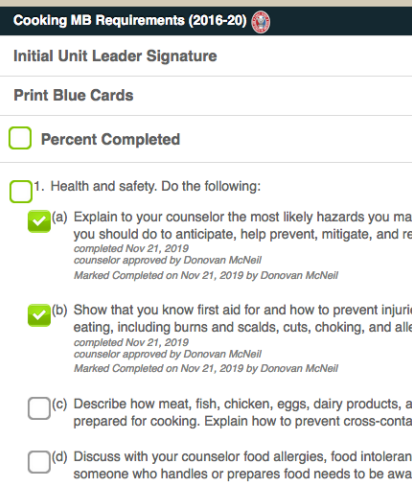 Cooking MB Requirements (2016-20)
Initial Unit Leader Signature
Print Blue Cards
Percent Completed
1. Health and safety. Do the following:
(a) Explain to your counselor the most likely hazards you ma
you should do to anticipate, help prevent, mitigate, and re
completed Nov 21, 2019
counselor approved by Donovan McNeil
Marked Completed on Nov 21, 2019 by Donovan McNeil
(b) Show that you know first aid for and how to prevent injurie
eating, including burns and scalds, cuts, choking, and alle
completed Nov 21, 2019
counselor approved by Donovan McNeil
Marked Completed on Nov 21, 2019 by Donovan McNeil
(c) Describe how meat, fish, chicken, eggs, dairy products, a
prepared for cooking. Explain how to prevent cross-conta
(d) Discuss with your counselor food allergies, food intoleran
someone who handles or prepares food needs to be awa